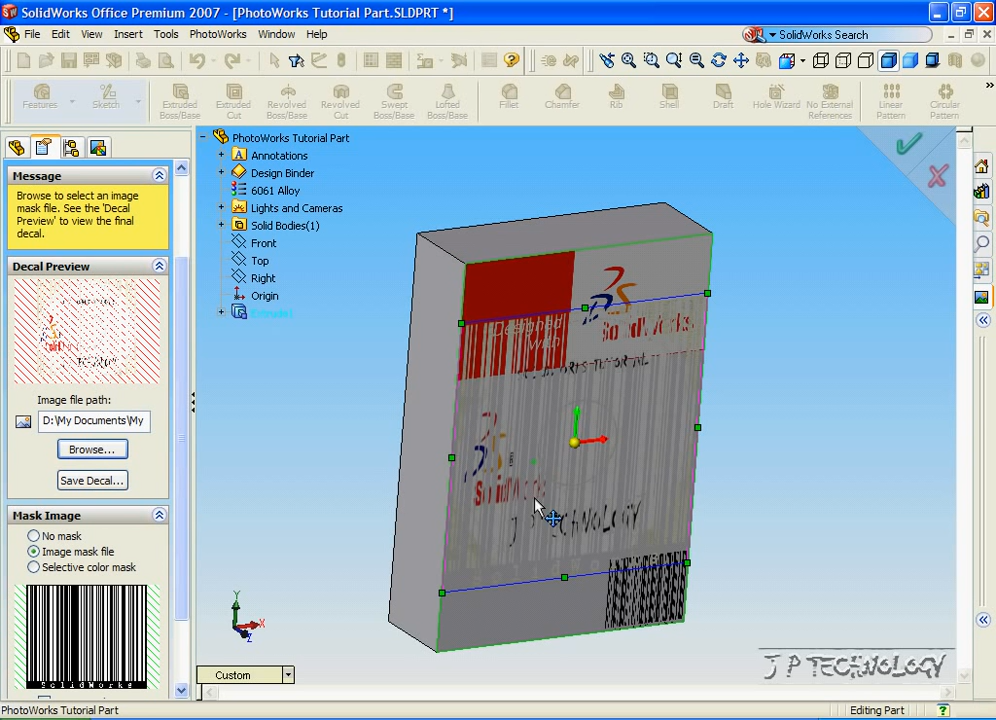 SolidWorks Office Premium 2007 - [PhotoWorks Tutorial Part.SLDPRT *]
File Edit View Insert Tools PhotoWorks Window Help
SolidWorks Search
Features Sketch Extruded Boss/Base Extruded Cut Revolved Boss/Base Revolved Cut Swept Boss/Base Lofted Boss/Base Fillet Chamfer Rib Shell Draft Hole Wizard No External References Linear Pattern Circular Pattern
Message
Browse to select an image
mask file. See the 'Decal
Preview' to view the final
decal.
Decal Preview
Image file path:
D:\My Documents\My
Browse...
Save Decal...
Mask Image
No mask
Image mask file
Selective color mask
SolidWorks
PhotoWorks Tutorial Part
Annotations
Design Binder
6061 Alloy
Lights and Cameras
Solid Bodies(1)
Front
Top
Right
Origin
Extrude1
Designed
With
SolidWorks
SolidWorks
J P TECHNOLOGY
Y
X
Z
Custom
J P TECHNOLOGY
PhotoWorks Tutorial Part
Editing Part